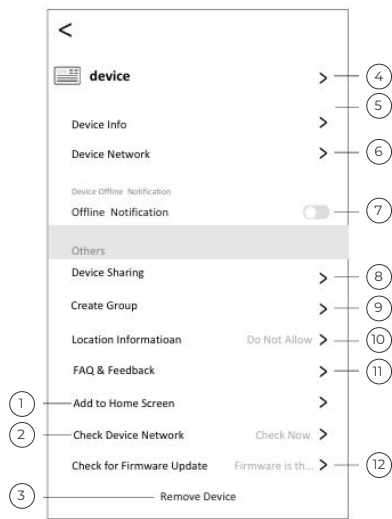 <
device > 4
5
Device Info >
Device Network > 6
Device Offline Notification
Offline Notification 7
Others
Device Sharing > 8
Create Group > 9
Location Informatioan Do Not Allow > 10
FAQ & Feedback > 11
1 Add to Home Screen >
2 Check Device Network Check Now >
Check for Firmware Update Firmware is th... > 12
3 Remove Device